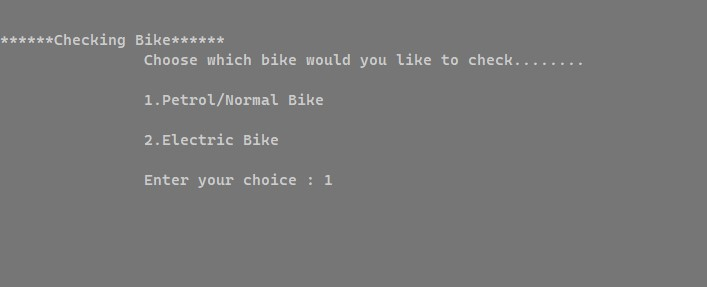 ******Checking Bike******
Choose which bike would you like to check........
1.Petrol/Normal Bike
2.Electric Bike
Enter your choice : 1